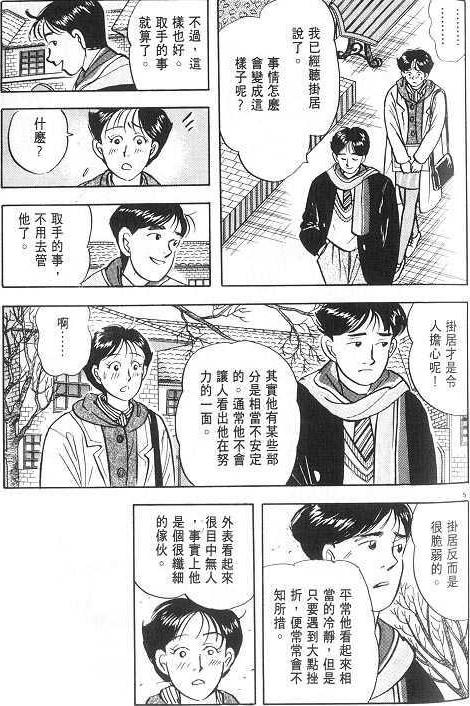 ………
我已經聽掛居
說了。
事情怎麼
會變成這
樣子呢?
不過，這
樣也好。
取手的事
就算了。
什麼?
取手的事，
不用去管
他了。
掛居才是令
人擔心呢!
其實他有某些部
分是相當不安定
的。通常他不會
讓人看出他在努
力的一面。
啊……
掛居反而是
很脆弱的。
平常他看起來相
當的冷靜，但是
只要遇到大點挫
折，便常常會不
知所措。
外表看起來
很目中無人
，事實上他
是個很纖細
的傢伙。
5